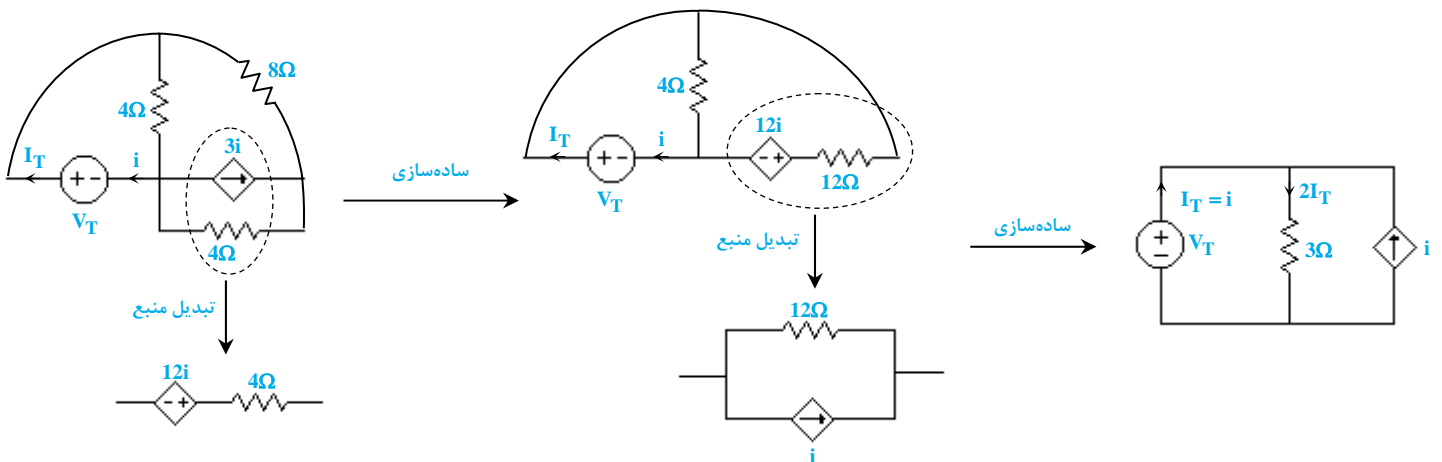 8Ω
4Ω
3i
I_T
i
+ -
V_T
4Ω
تبدیل منبع
12i
- +
4Ω
ساده‌سازی
4Ω
12i
I_T
i
+ -
- +
V_T
12Ω
تبدیل منبع
12Ω
i
ساده‌سازی
I_T = i
2I_T
+
-
V_T
3Ω
i